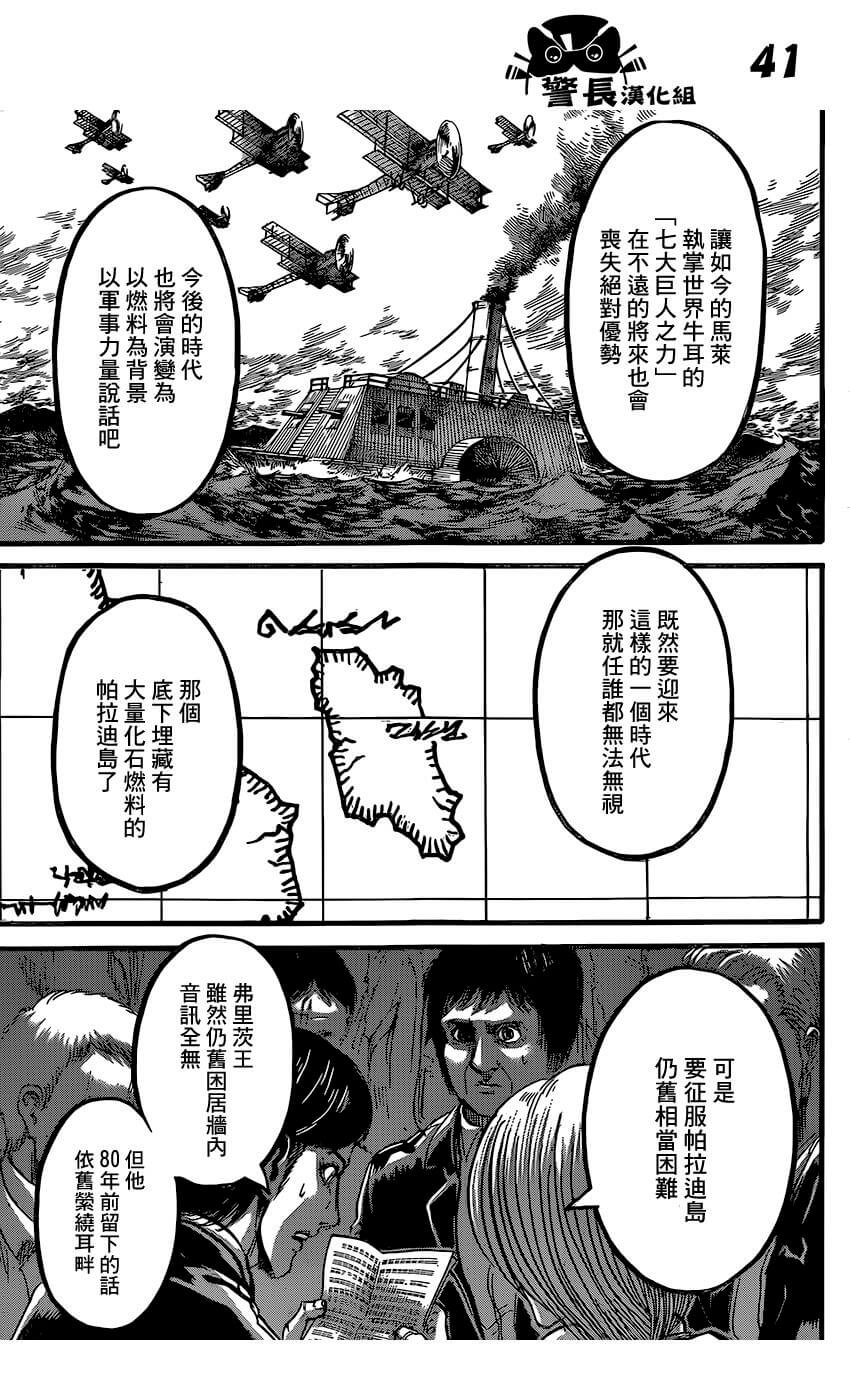 警長漢化組
41
讓如今的馬萊
執掌世界牛耳的
「七大巨人之力」
在不遠的將來也會
喪失絕對優勢
今後的時代
也將會演變為
以燃料為背景
以軍事力量說話吧
既然要迎來
這樣的一個時代
那就任誰都無法無視
那個
底下埋藏有
大量化石燃料的
帕拉迪島了
可是
要征服帕拉迪島
仍舊相當困難
弗里茨王
雖然仍舊困居牆內
音訊全無
但他
80年前留下的話
依舊縈繞耳畔